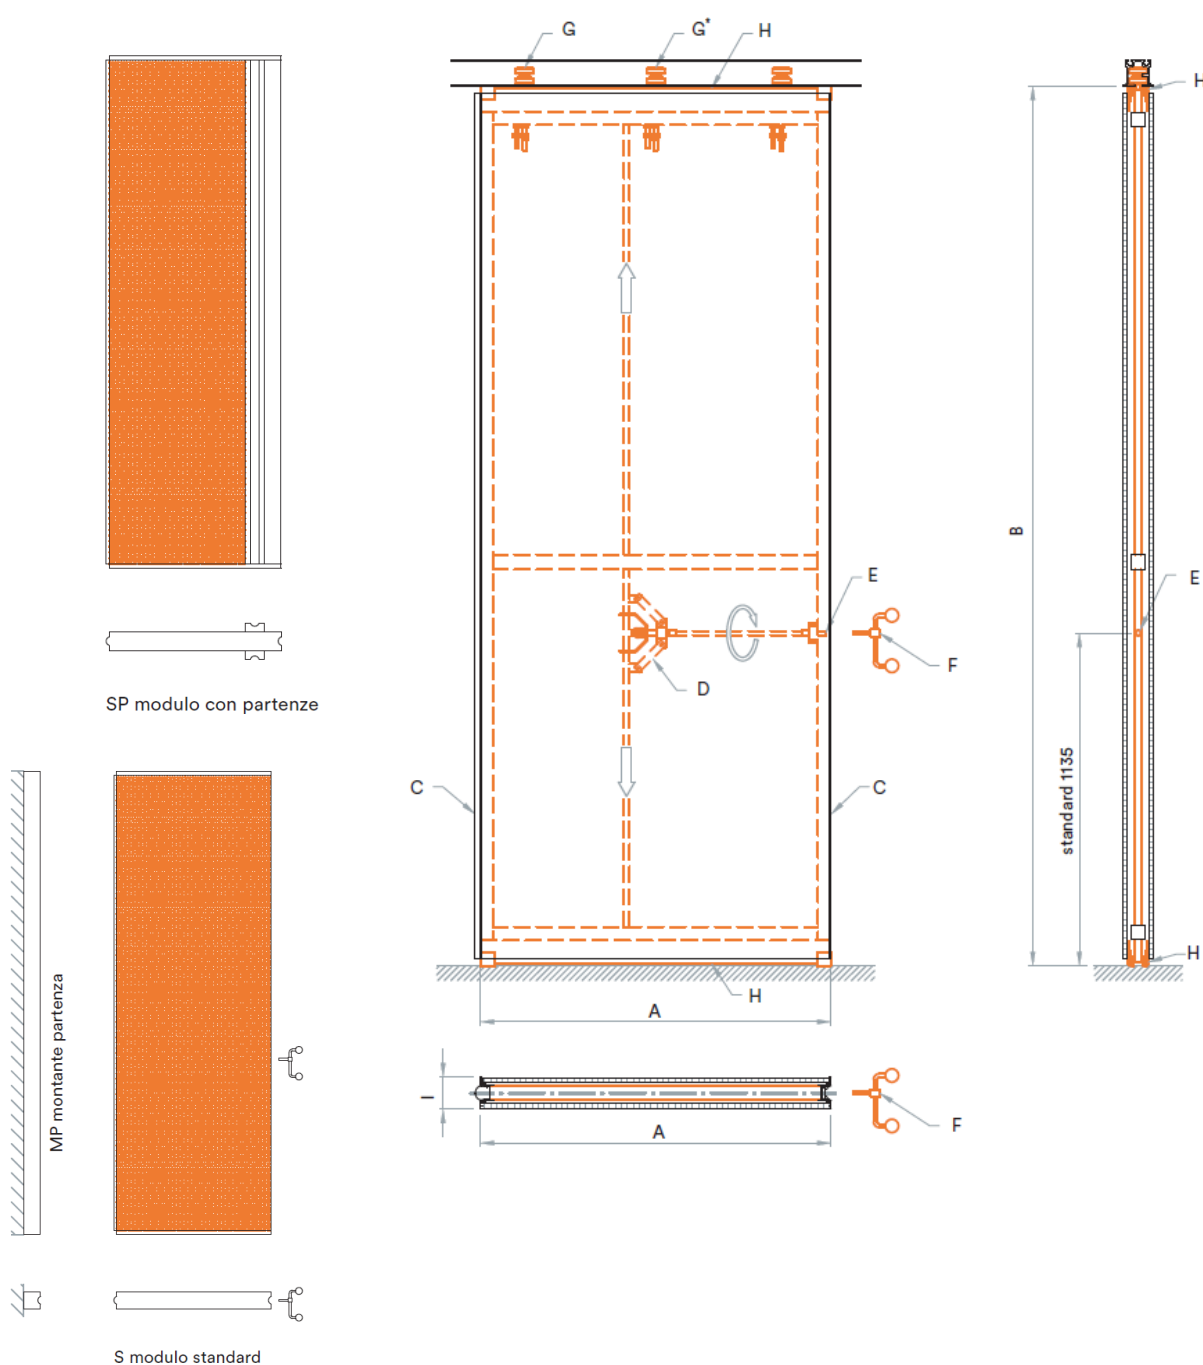 G
G*
H
H
B
E
E
F
D
C
C
standard 1135
H
H
A
I
A
F
SP modulo con partenze
MP montante partenza
S modulo standard